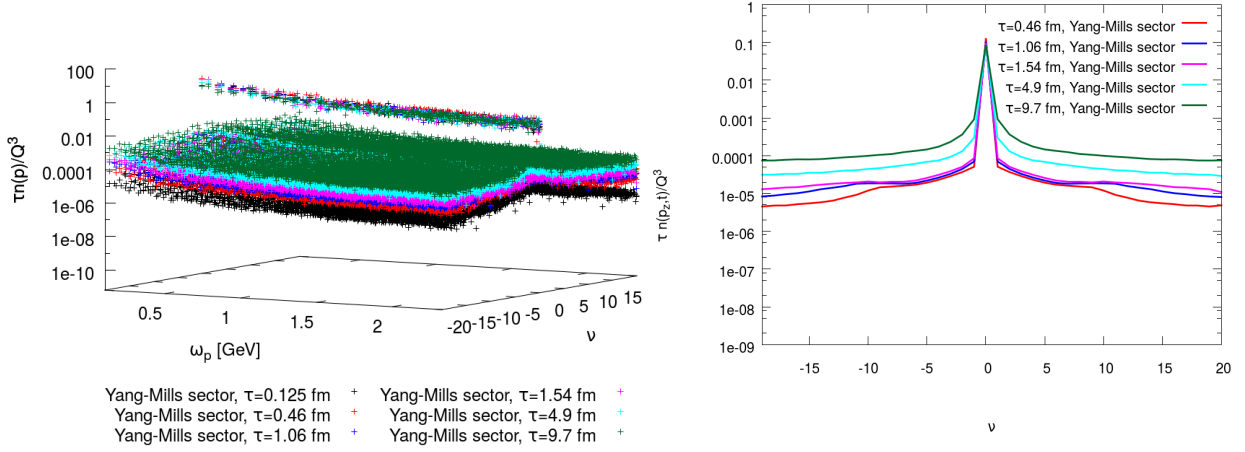 100
1
0.01
0.0001
1e-06
1e-08
1e-10
τn(p)/Q³
0.5
1
1.5
2
ωₚ [GeV]
-20
-15
-10
-5
0
5
10
15
ν
Yang-Mills sector, τ=0.125 fm
Yang-Mills sector, τ=0.46 fm
Yang-Mills sector, τ=1.06 fm
Yang-Mills sector, τ=1.54 fm
Yang-Mills sector, τ=4.9 fm
Yang-Mills sector, τ=9.7 fm
1
0.1
0.01
0.001
0.0001
1e-05
1e-06
1e-07
1e-08
1e-09
τ n(p_z,t)/Q³
τ=0.46 fm, Yang-Mills sector
τ=1.06 fm, Yang-Mills sector
τ=1.54 fm, Yang-Mills sector
τ=4.9 fm, Yang-Mills sector
τ=9.7 fm, Yang-Mills sector
-15
-10
-5
0
5
10
15
20
ν